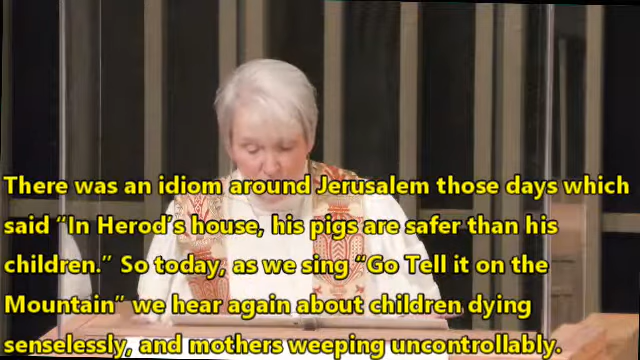 There was an idiom around Jerusalem those days which
said “In Herod’s house, his pigs are safer than his
children.” So today, as we sing “Go Tell it on the
Mountain” we hear again about children dying
senselessly, and mothers weeping uncontrollably.